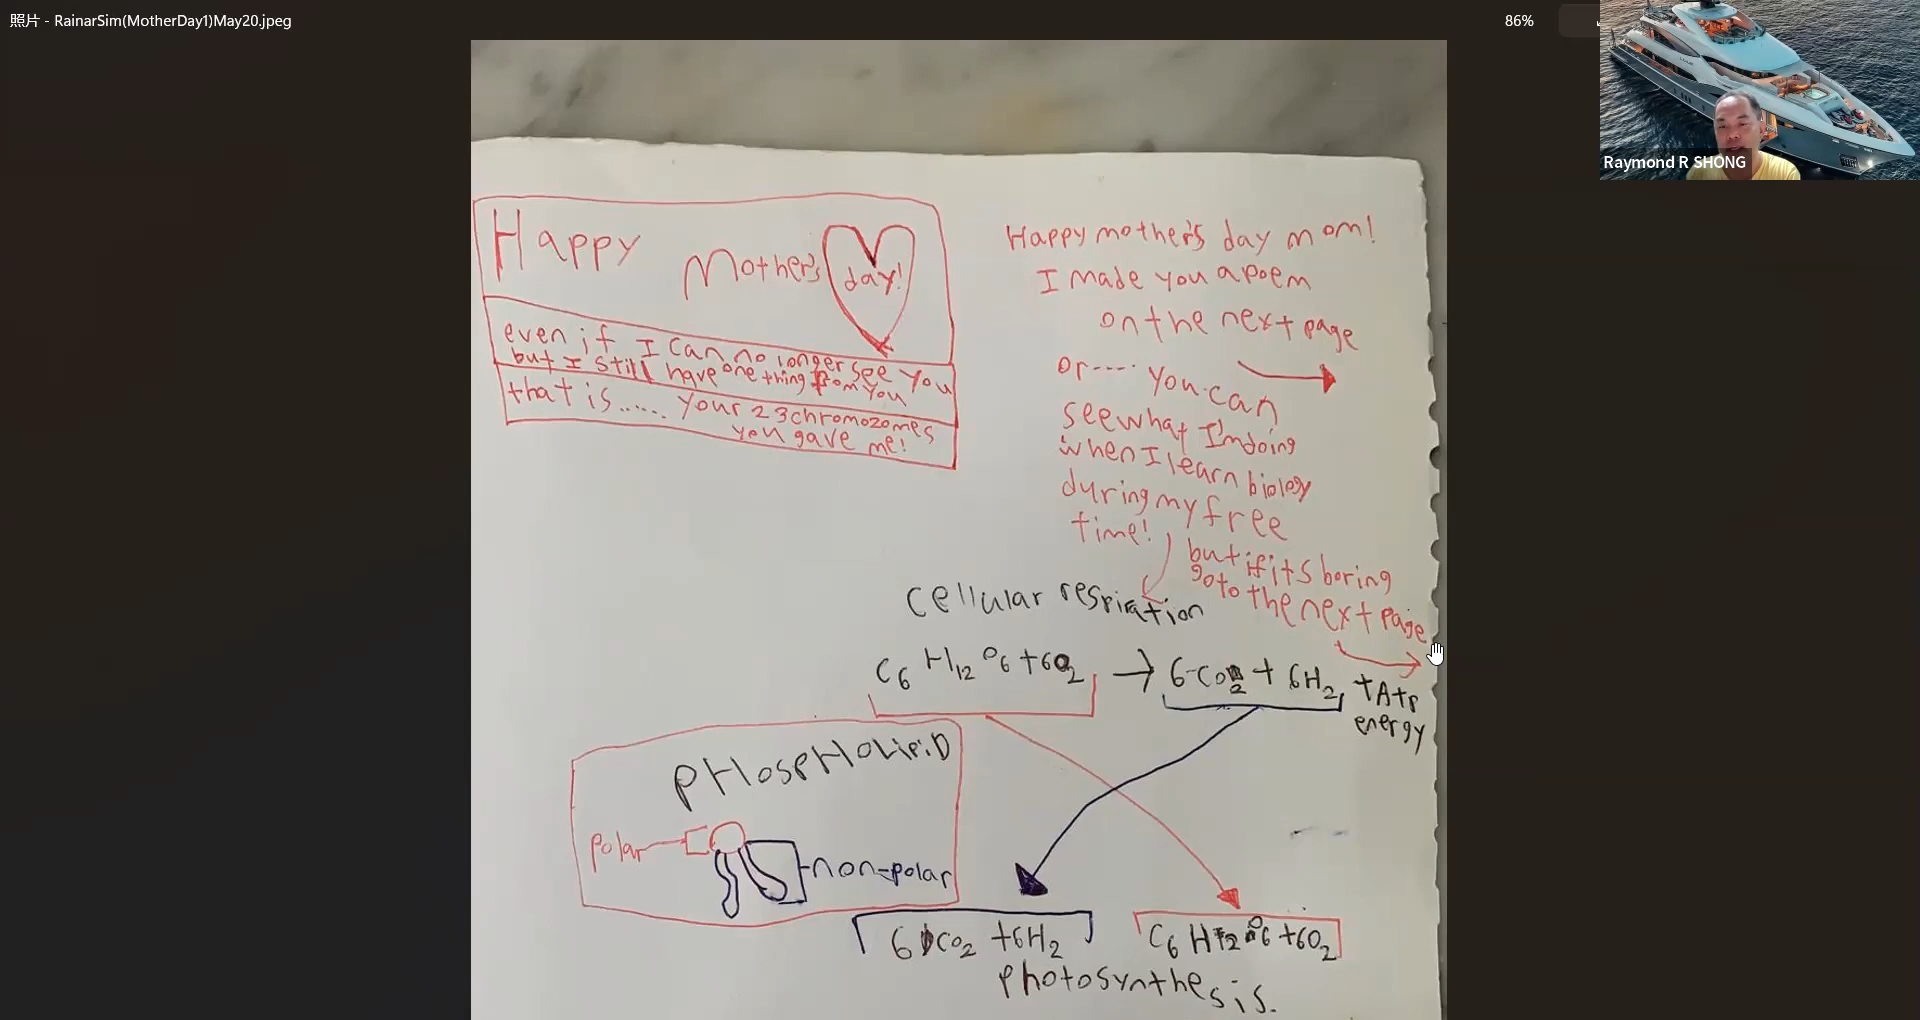 照片 - RainarSim(MotherDay1)May20.jpeg
86%
Raymond R SHONG
Happy Mother's day!
even if I can no longer see you
but I still have one thing from you
that is...... your 23 chromozomes
you gave me!
Happy mother's day mom!
I made you a poem
on the next page
or---- you can
see what I'm doing
when I learn biology
during my free
time!
but if its boring
go to the next page
cellular respiration
C6 H12 O6 + 6O2 → 6 CO2 + 6H2 + Atp
energy
PHospHoLipiD
polar
non-polar
6 CO2 + 6H2
C6 H12 O6 + 6O2
photosynthesis.